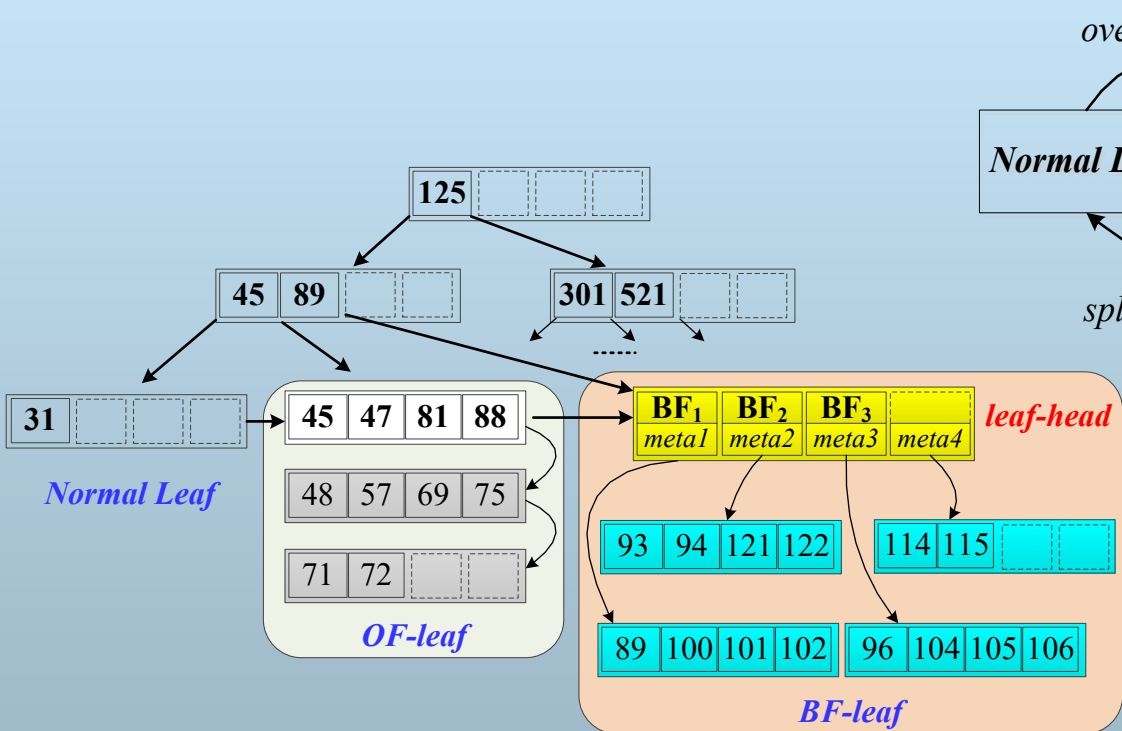 125
45 89
301 521
31
Normal Leaf
45 47 81 88
48 57 69 75
71 72
OF-leaf
BF1 BF2 BF3
meta1 meta2 meta3 meta4
leaf-head
93 94 121 122
114 115
89 100 101 102
96 104 105 106
BF-leaf
Normal